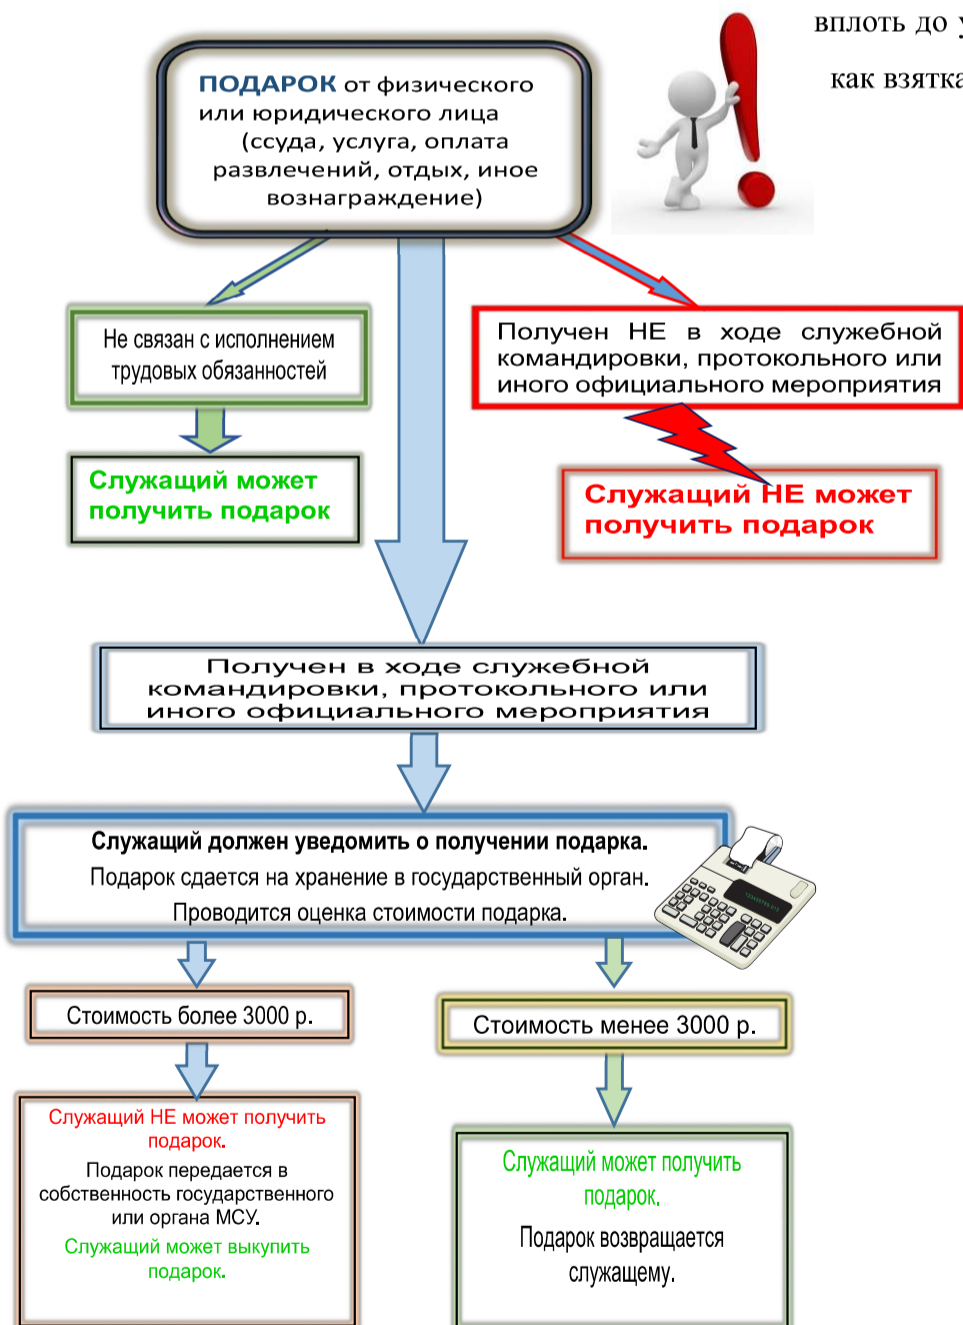 вплоть до
как взятка
ПОДАРОК от физического
или юридического лица
(ссуда, услуга, оплата
развлечений, отдых, иное
вознаграждение)
Не связан с исполнением
трудовых обязанностей
Получен НЕ в ходе служебной
командировки, протокольного или
иного официального мероприятия
Служащий может
получить подарок
Служащий НЕ может
получить подарок
Получен в ходе служебной
командировки, протокольного или
иного официального мероприятия
Служащий должен уведомить о получении подарка.
Подарок сдается на хранение в государственный орган.
Проводится оценка стоимости подарка.
Стоимость более 3000 р.
Стоимость менее 3000 р.
Служащий НЕ может получить
подарок.
Подарок передается в
собственность государственного
или органа МСУ.
Служащий может выкупить
подарок.
Служащий может получить
подарок.
Подарок возвращается
служащему.